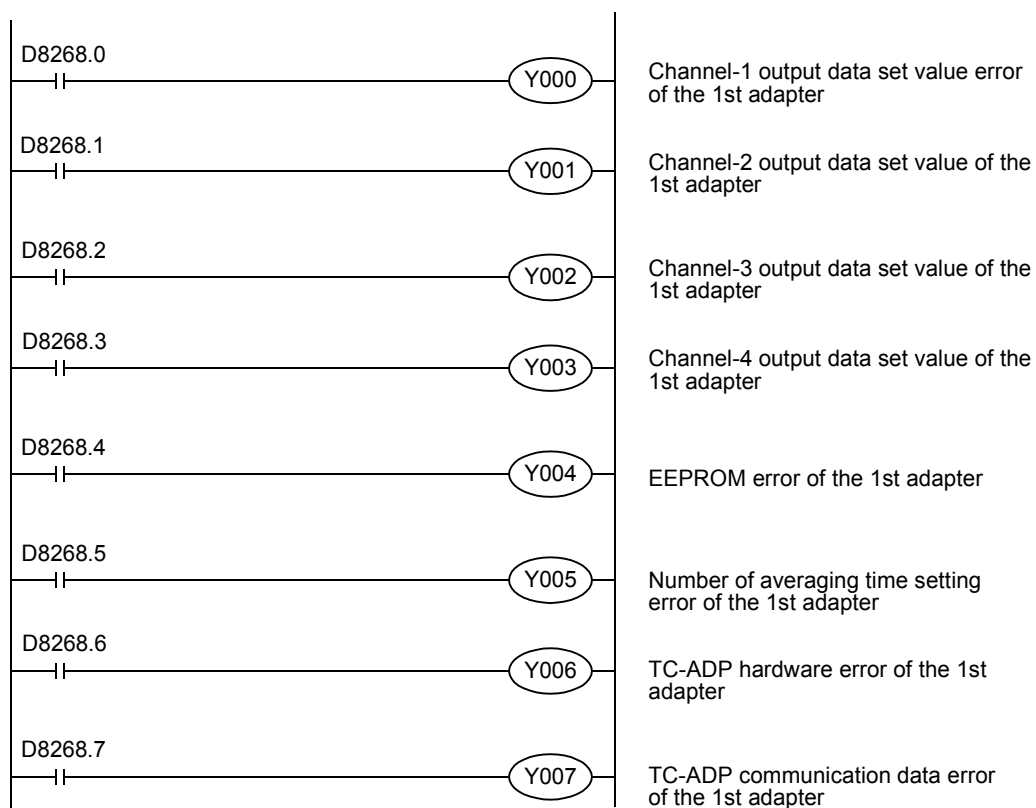 D8268.0
Y000
Channel-1 output data set value error
of the 1st adapter
D8268.1
Y001
Channel-2 output data set value of the
1st adapter
D8268.2
Y002
Channel-3 output data set value of the
1st adapter
D8268.3
Y003
Channel-4 output data set value of the
1st adapter
D8268.4
Y004
EEPROM error of the 1st adapter
D8268.5
Y005
Number of averaging time setting
error of the 1st adapter
D8268.6
Y006
TC-ADP hardware error of the 1st
adapter
D8268.7
Y007
TC-ADP communication data error
of the 1st adapter